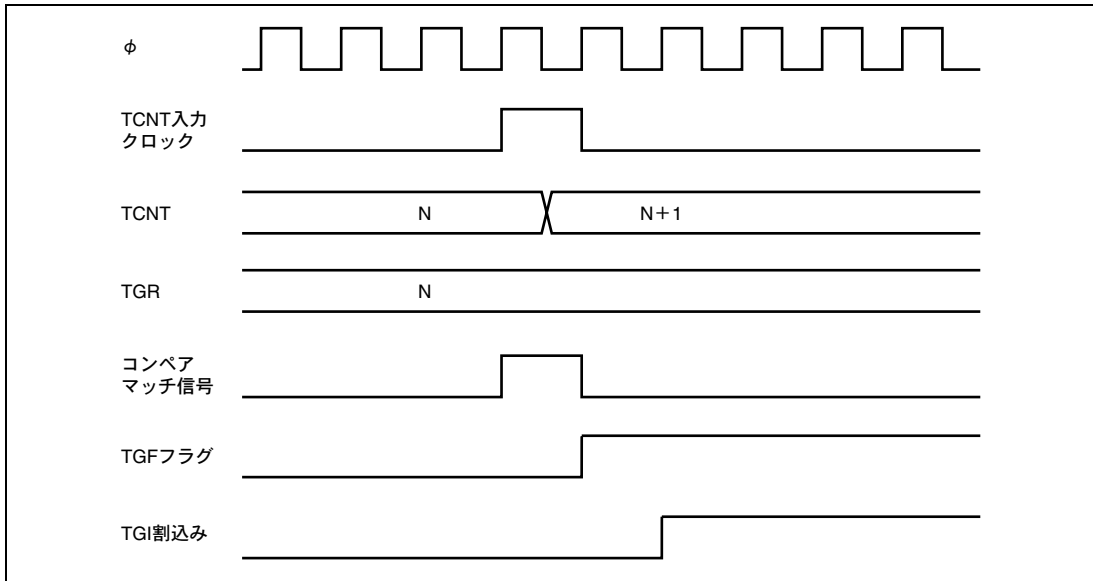 φ
TCNT入力
クロック
TCNT
N
N+1
TGR
N
コンペア
マッチ信号
TGFフラグ
TGI割込み